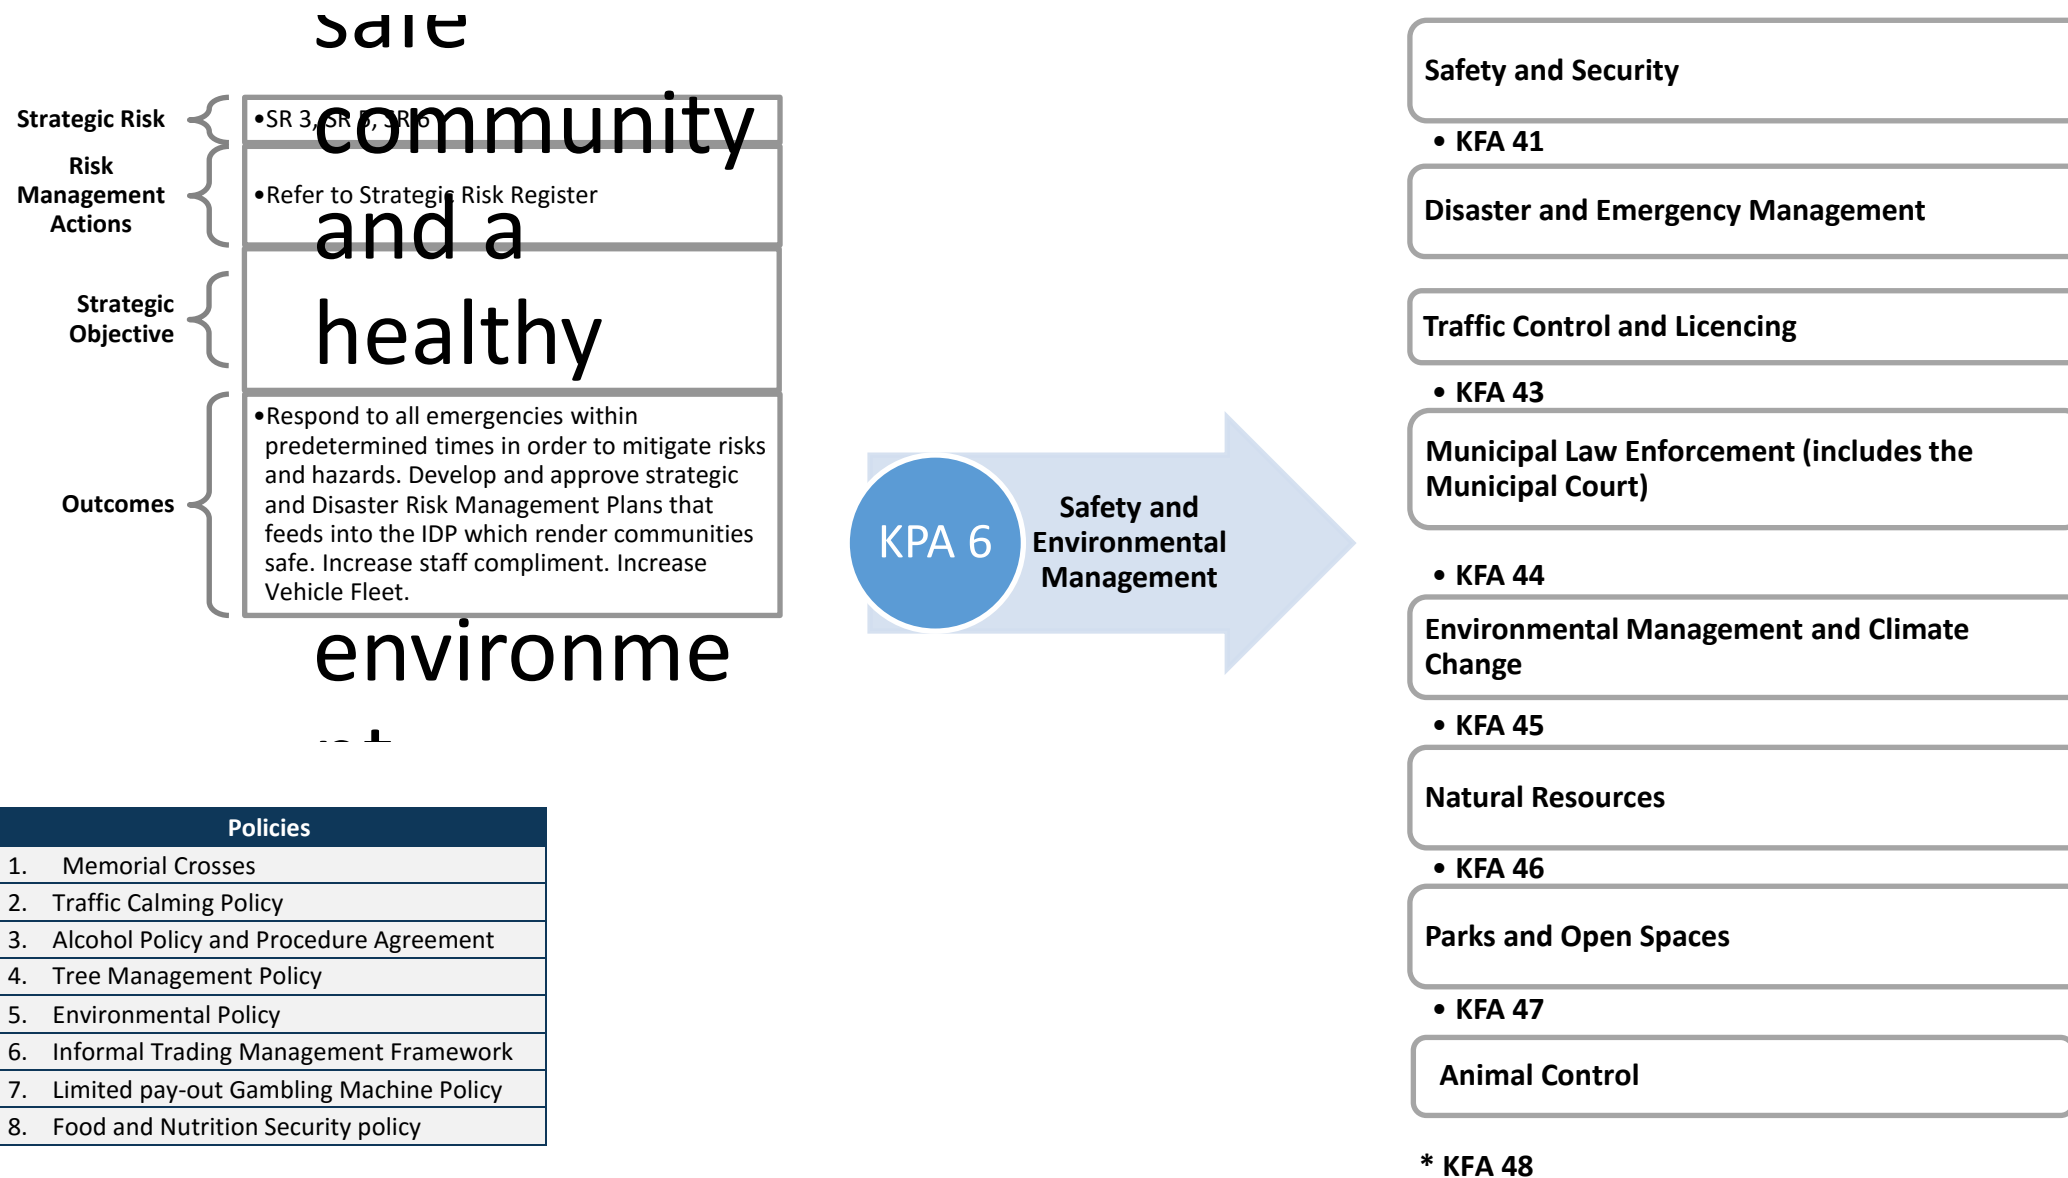 safe
community
and a
healthy
environme
nt
Strategic Risk
•SR 3, SR 5, SR 6
Risk
Management
Actions
•Refer to Strategic Risk Register
Strategic
Objective
Outcomes
•Respond to all emergencies within
predetermined times in order to mitigate risks
and hazards. Develop and approve strategic
and Disaster Risk Management Plans that
feeds into the IDP which render communities
safe. Increase staff compliment. Increase
Vehicle Fleet.
KPA 6
Safety and
Environmental
Management
Safety and Security
• KFA 41
Disaster and Emergency Management
Traffic Control and Licencing
• KFA 43
Municipal Law Enforcement (includes the
Municipal Court)
• KFA 44
Environmental Management and Climate
Change
• KFA 45
Natural Resources
• KFA 46
Parks and Open Spaces
• KFA 47
Animal Control
* KFA 48
Policies
1. Memorial Crosses
2. Traffic Calming Policy
3. Alcohol Policy and Procedure Agreement
4. Tree Management Policy
5. Environmental Policy
6. Informal Trading Management Framework
7. Limited pay-out Gambling Machine Policy
8. Food and Nutrition Security policy